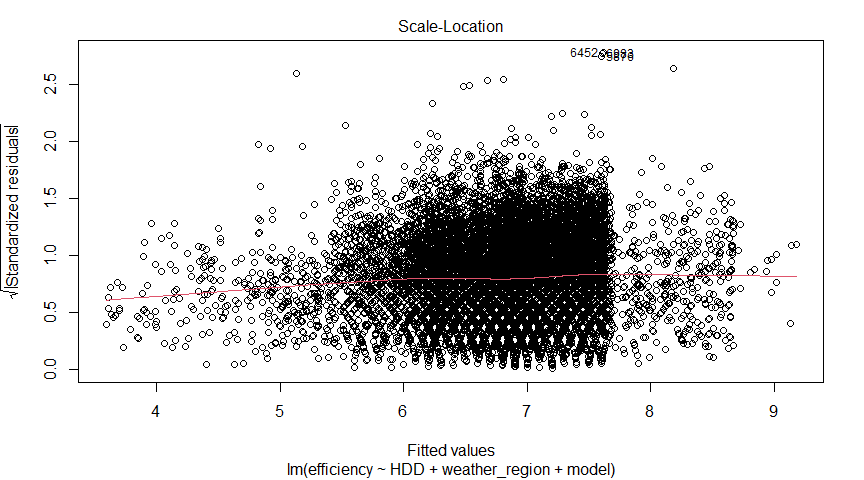 Scale-Location
√|Standardized residuals|
2.5
2.0
1.5
1.0
0.5
0.0
4 5 6 7 8 9
Fitted values
lm(efficiency ~ HDD + weather_region + model)